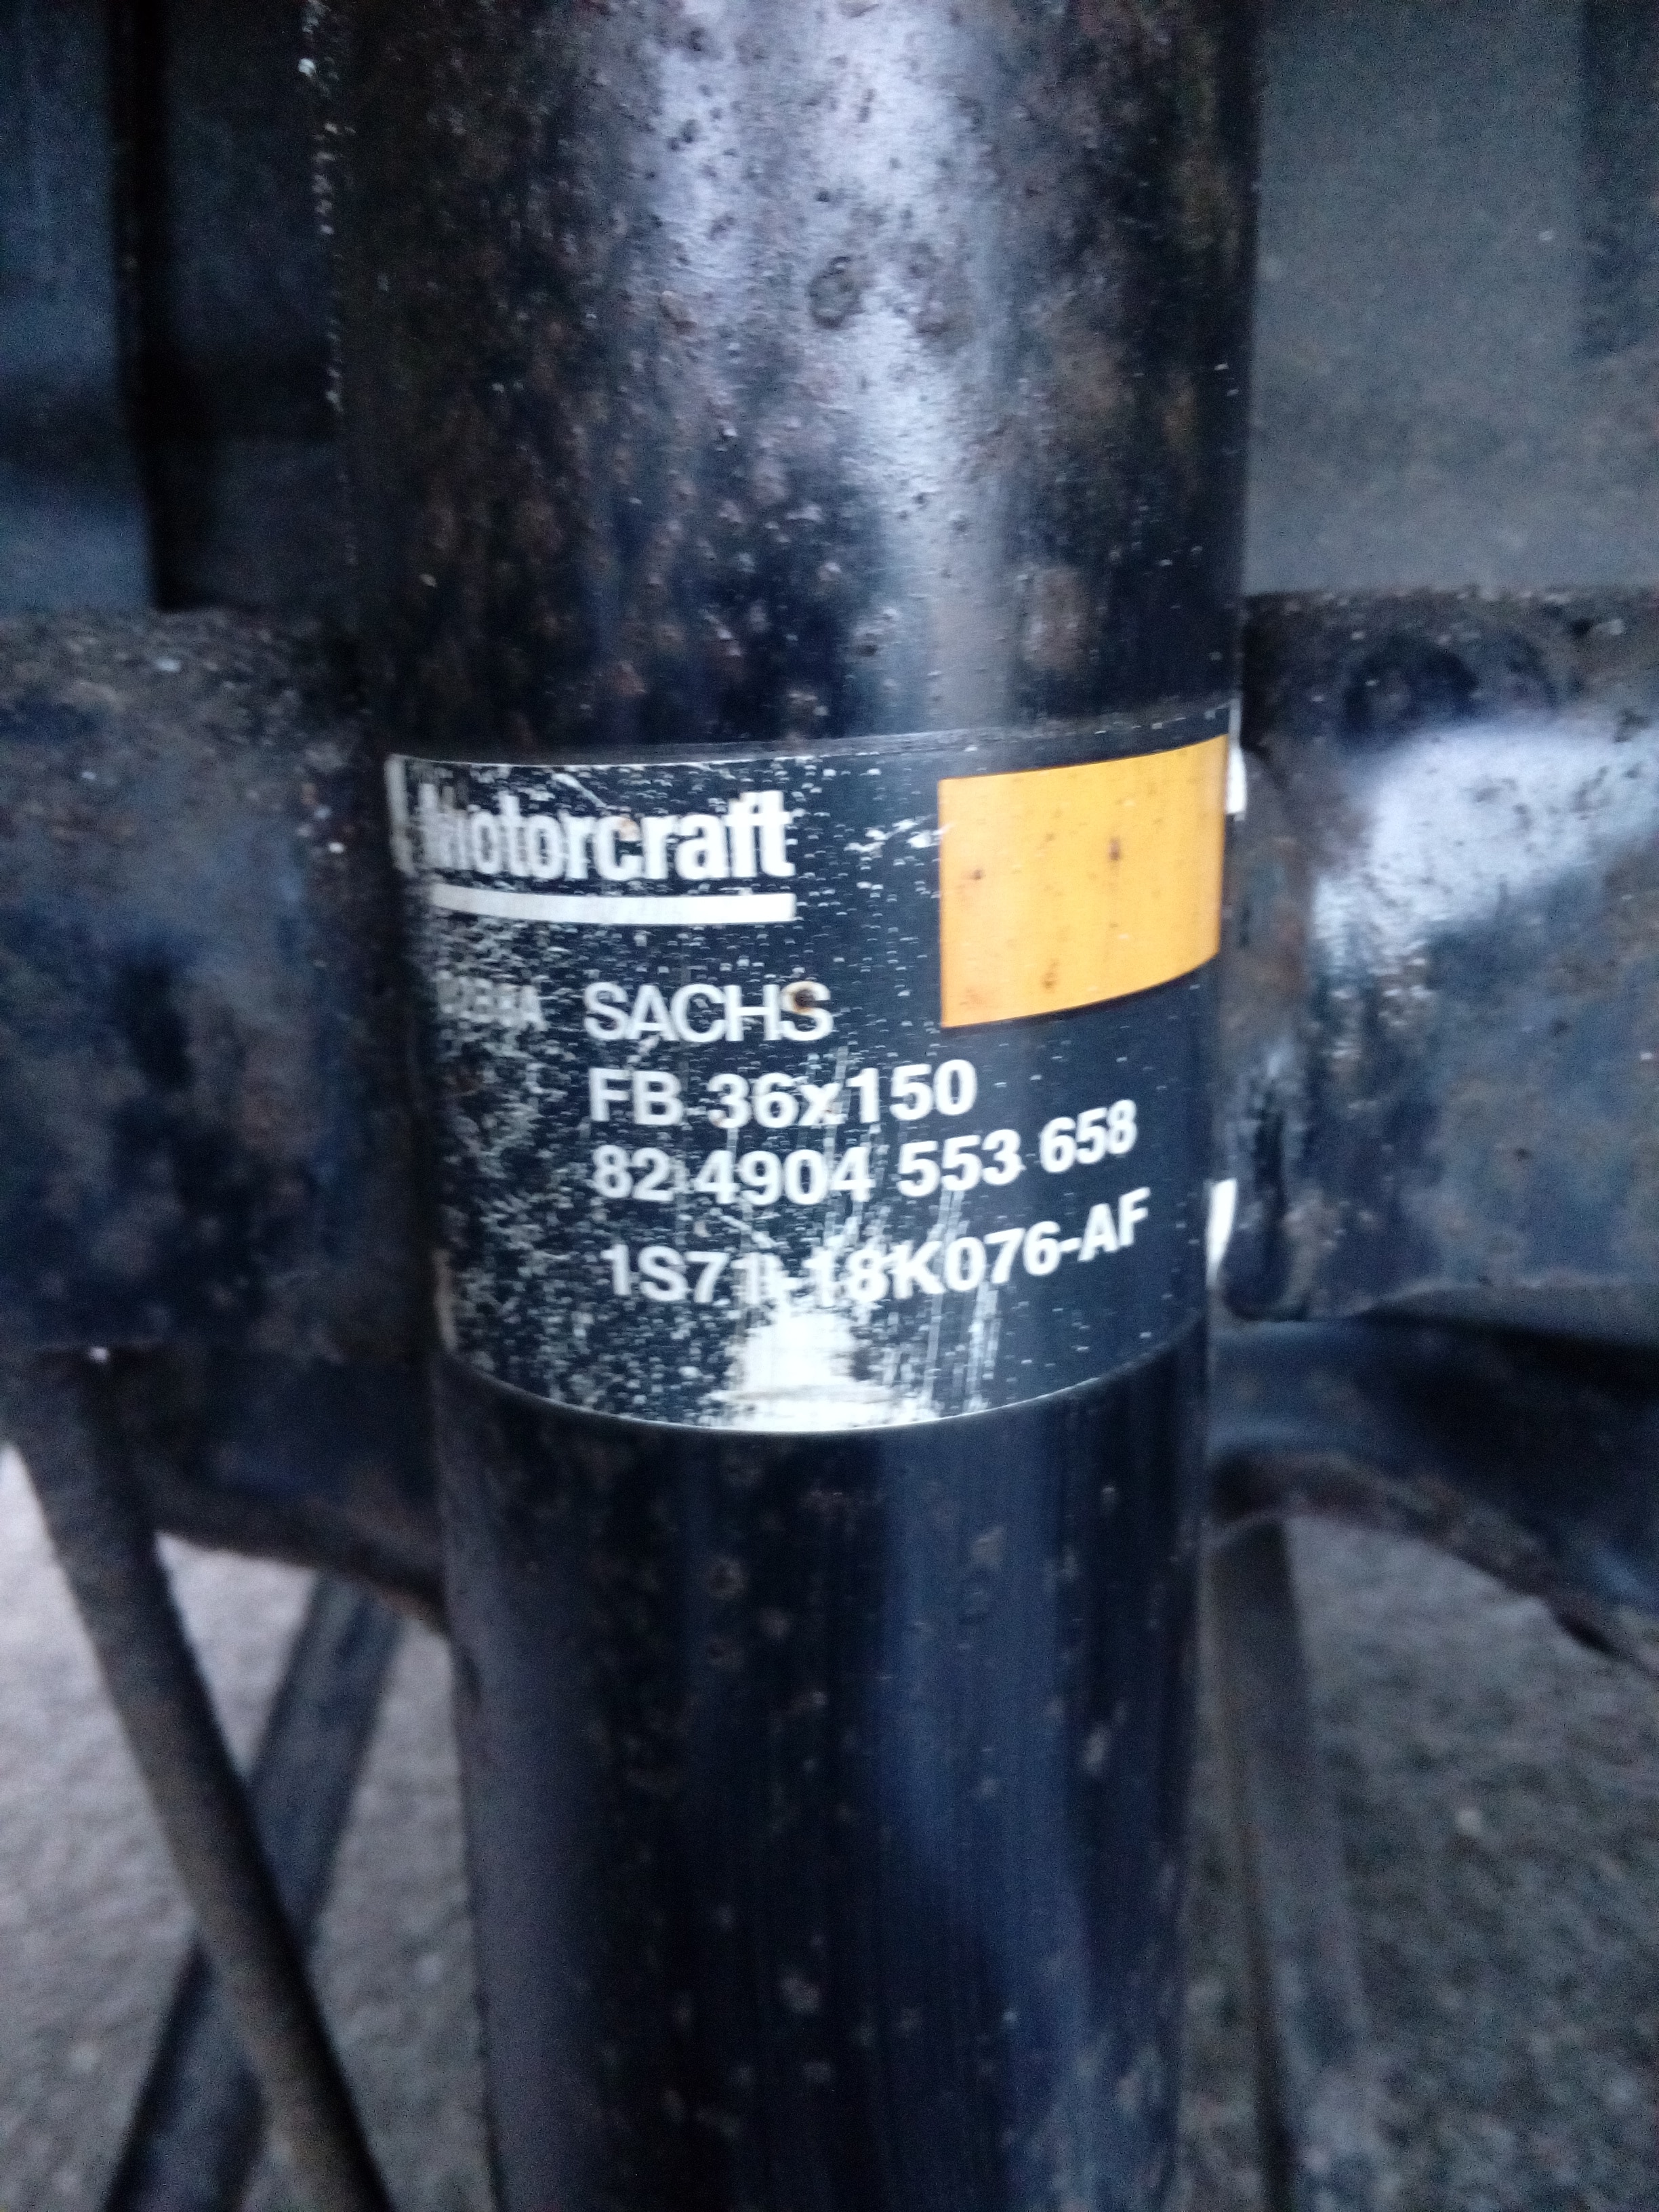 Motorcraft
SACHS
FB 36x150
82 4904 553 658
1S71-18K076-AF